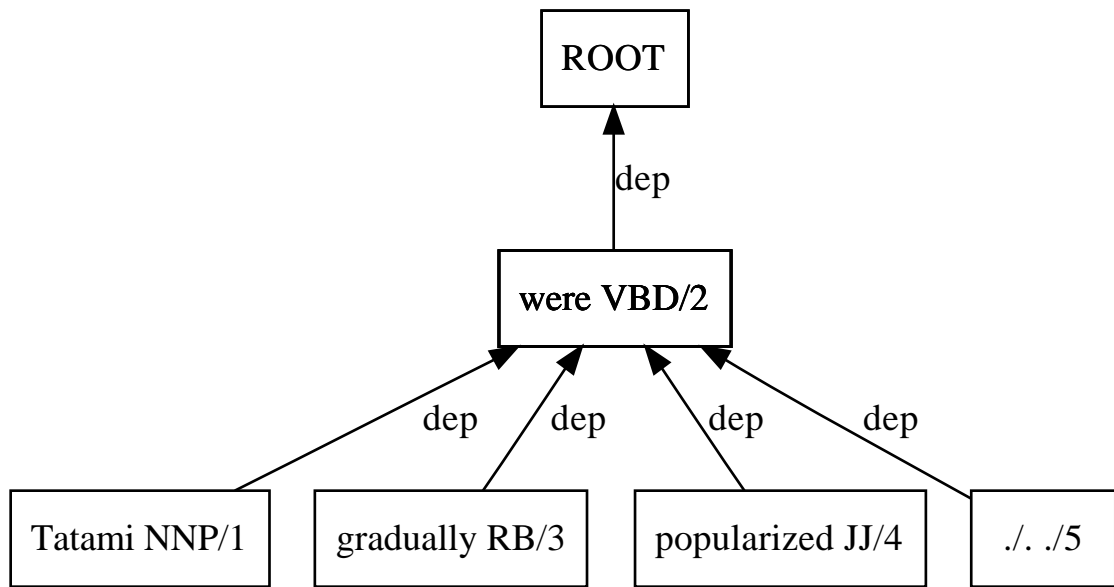 ROOT
dep
were VBD/2
dep dep dep dep
Tatami NNP/1 gradually RB/3 popularized JJ/4 ./. ./5